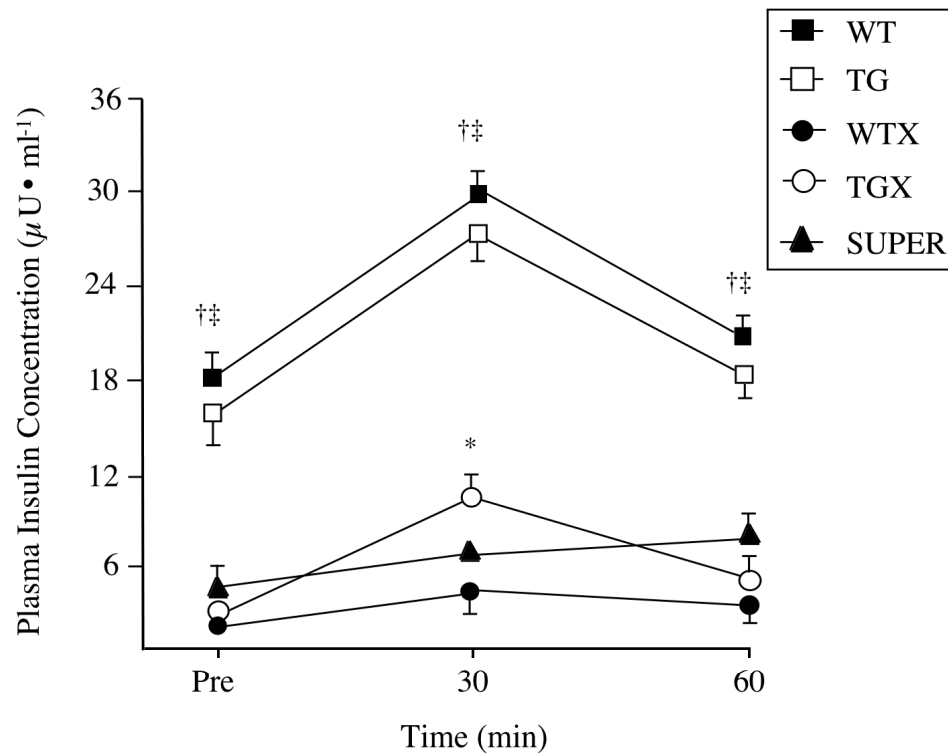 WT
TG
WTX
TGX
SUPER
Plasma Insulin Concentration (μU • ml-1)
36
30
24
18
12
6
†‡
†‡
†‡
*
Pre
30
60
Time (min)